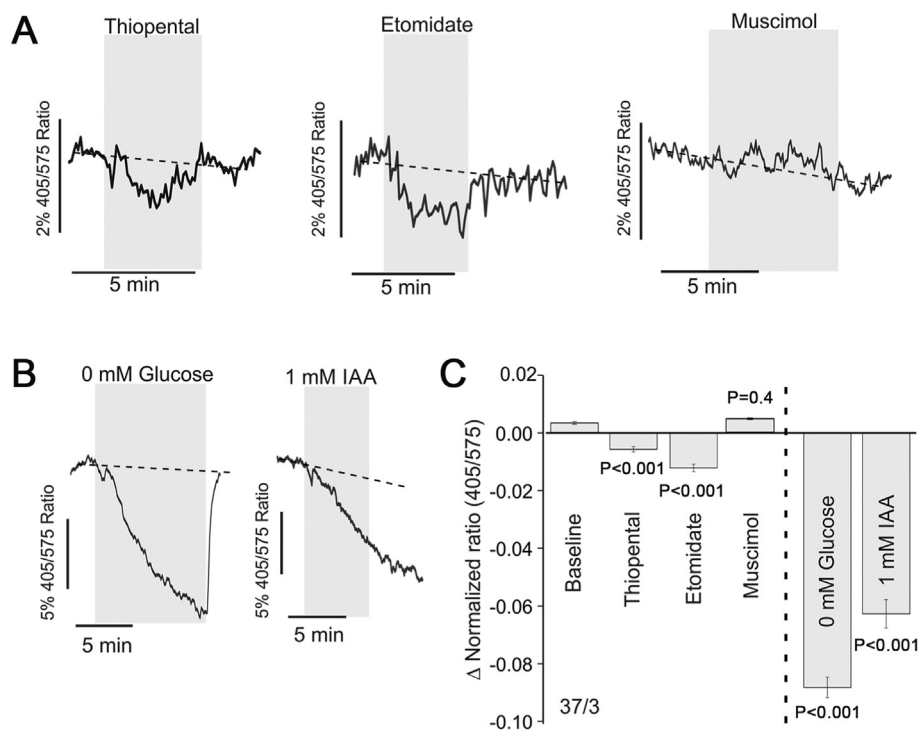 A
Thiopental
Etomidate
Muscimol
2% 405/575 Ratio
2% 405/575 Ratio
2% 405/575 Ratio
5 min
5 min
5 min
B
0 mM Glucose
1 mM IAA
5% 405/575 Ratio
5% 405/575 Ratio
5 min
5 min
C
Δ Normalized ratio (405/575)
0.02
0.00
-0.02
-0.04
-0.06
-0.08
-0.10
P=0.4
P<0.001
P<0.001
Baseline
Thiopental
Etomidate
Muscimol
0 mM Glucose
1 mM IAA
P<0.001
P<0.001
37/3